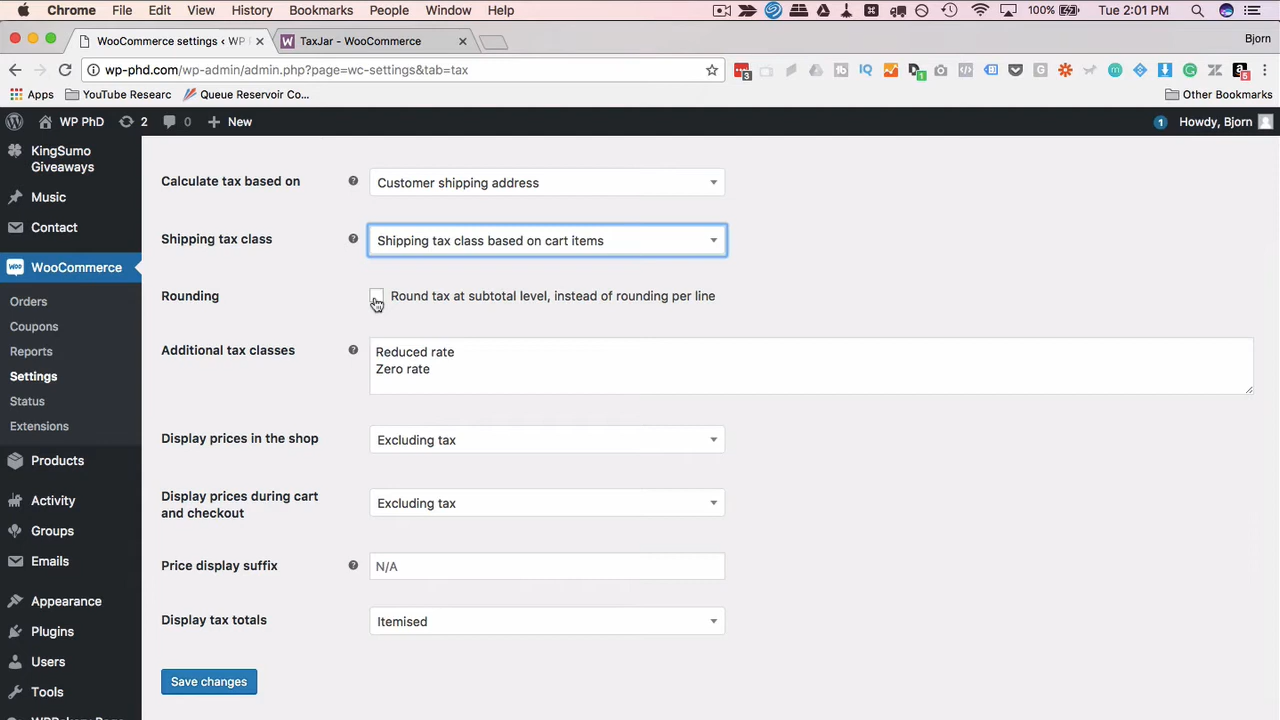 Chrome File Edit View History Bookmarks People Window Help 100% Tue 2:01 PM
WooCommerce settings ‹ WP TaxJar - WooCommerce Bjorn
wp-phd.com/wp-admin/admin.php?page=wc-settings&tab=tax
Apps YouTube Researc Queue Reservoir Co... Other Bookmarks
WP PhD 2 0 New 1 Howdy, Bjorn
KingSumo
Giveaways
Music
Contact
WooCommerce
Orders
Coupons
Reports
Settings
Status
Extensions
Products
Activity
Groups
Emails
Appearance
Plugins
Users
Tools
Calculate tax based on Customer shipping address
Shipping tax class Shipping tax class based on cart items
Rounding Round tax at subtotal level, instead of rounding per line
Additional tax classes Reduced rate
Zero rate
Display prices in the shop Excluding tax
Display prices during cart
and checkout Excluding tax
Price display suffix N/A
Display tax totals Itemised
Save changes